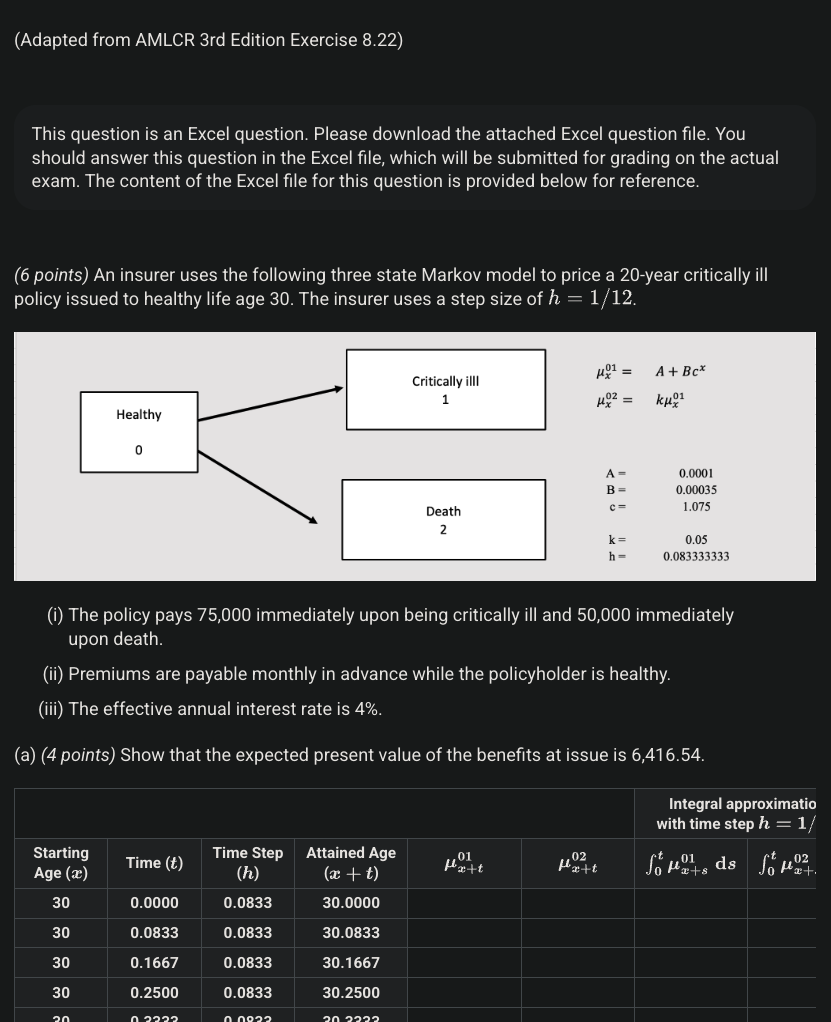 (Adapted from AMLCR 3rd Edition Exercise 8.22)
This question is an Excel question. Please download the attached Excel question file. You
should answer this question in the Excel file, which will be submitted for grading on the actual
exam. The content of the Excel file for this question is provided below for reference.
(6 points) An insurer uses the following three state Markov model to price a 20-year critically ill
policy issued to healthy life age 30. The insurer uses a step size of h = 1/12.
Healthy
0
Critically illl
1
Death
2
μ_x^{01} = A + Bc^x
μ_x^{02} = kμ_x^{01}
A = 0.0001
B = 0.00035
c = 1.075
k = 0.05
h = 0.083333333
(i) The policy pays 75,000 immediately upon being critically ill and 50,000 immediately
upon death.
(ii) Premiums are payable monthly in advance while the policyholder is healthy.
(iii) The effective annual interest rate is 4%.
(a) (4 points) Show that the expected present value of the benefits at issue is 6,416.54.
Integral approximatio
with time step h = 1/
Starting Age (x) Time (t) Time Step (h) Attained Age (x + t) μ_{x+t}^{01} μ_{x+t}^{02} ∫_0^t μ_{x+s}^{01} ds ∫_0^t μ_{x+}^{02}
30 0.0000 0.0833 30.0000
30 0.0833 0.0833 30.0833
30 0.1667 0.0833 30.1667
30 0.2500 0.0833 30.2500
30 0.3333 0.0833 30.3333